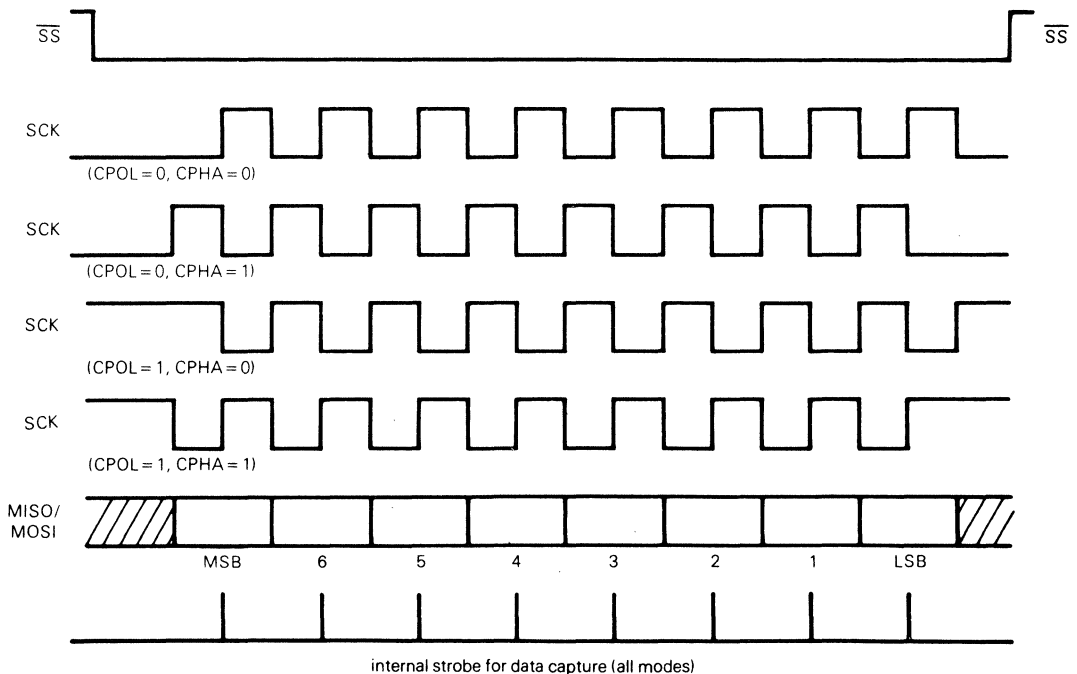 SS SS
SCK
(CPOL=0, CPHA=0)
SCK
(CPOL=0, CPHA=1)
SCK
(CPOL=1, CPHA=0)
SCK
(CPOL=1, CPHA=1)
MISO/
MOSI
MSB 6 5 4 3 2 1 LSB
internal strobe for data capture (all modes)